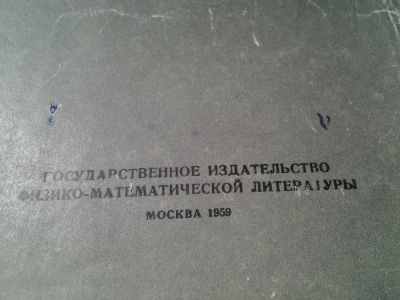 ГОСУДАРСТВЕННОЕ ИЗДАТЕЛЬСТВО
ФИЗИКО-МАТЕМАТИЧЕСКОЙ ЛИТЕРАТУРЫ
МОСКВА 1959